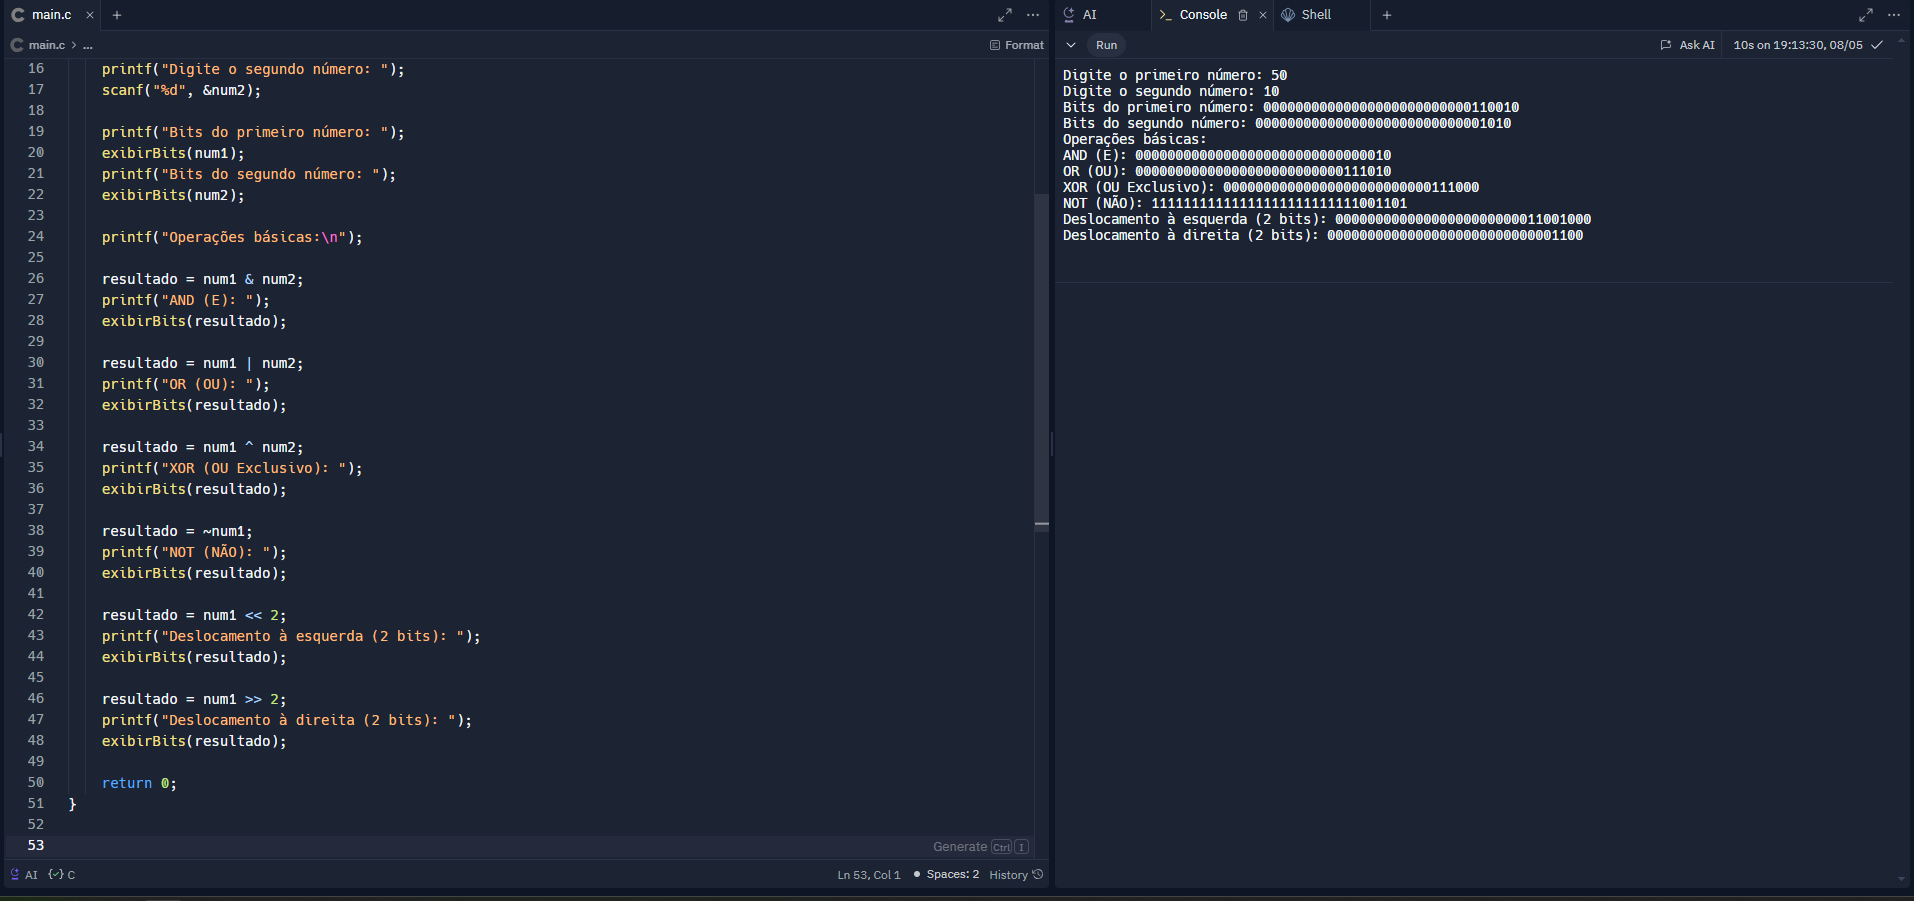 main.c × +
main.c > ...
Format
16 printf("Digite o segundo número: ");
17 scanf("%d", &num2);
18
19 printf("Bits do primeiro número: ");
20 exibirBits(num1);
21 printf("Bits do segundo número: ");
22 exibirBits(num2);
23
24 printf("Operações básicas:\n");
25
26 resultado = num1 & num2;
27 printf("AND (E): ");
28 exibirBits(resultado);
29
30 resultado = num1 | num2;
31 printf("OR (OU): ");
32 exibirBits(resultado);
33
34 resultado = num1 ^ num2;
35 printf("XOR (OU Exclusivo): ");
36 exibirBits(resultado);
37
38 resultado = ~num1;
39 printf("NOT (NÃO): ");
40 exibirBits(resultado);
41
42 resultado = num1 << 2;
43 printf("Deslocamento à esquerda (2 bits): ");
44 exibirBits(resultado);
45
46 resultado = num1 >> 2;
47 printf("Deslocamento à direita (2 bits): ");
48 exibirBits(resultado);
49
50 return 0;
51 }
52
53
Generate Ctrl I
AI {✓} C
Ln 53, Col 1 • Spaces: 2 History
AI Console × Shell +
Run
Ask AI 10s on 19:13:30, 08/05 ✓
Digite o primeiro número: 50
Digite o segundo número: 10
Bits do primeiro número: 00000000000000000000000000110010
Bits do segundo número: 00000000000000000000000000001010
Operações básicas:
AND (E): 00000000000000000000000000000010
OR (OU): 00000000000000000000000000111010
XOR (OU Exclusivo): 00000000000000000000000000111000
NOT (NÃO): 11111111111111111111111111001101
Deslocamento à esquerda (2 bits): 00000000000000000000000011001000
Deslocamento à direita (2 bits): 00000000000000000000000000001100